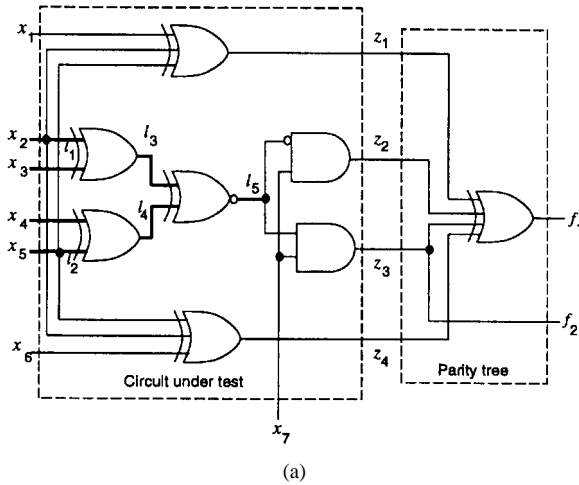 x1
z1
x2
l1
l3
x3
z2
l5
x4
l4
x5
l2
z3
f2
x6
z4
Circuit under test
Parity tree
x7
(a)